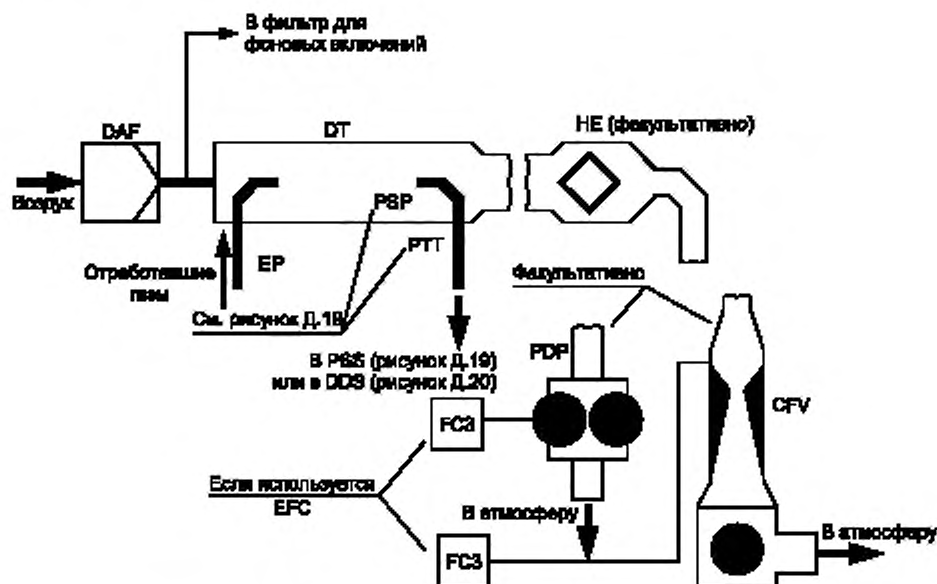 В фильтр для
фоновых включений
DAF
DT
HE (факультативно)
Воздух
PSP
EP
PTT
Отработавшие
газы
Факультативно
См. рисунок Д.18
В PSS (рисунок Д.19)
или в DDS (рисунок Д.20)
PDP
CFV
FC3
Если используется
EFC
В атмосферу
В атмосферу
FC3